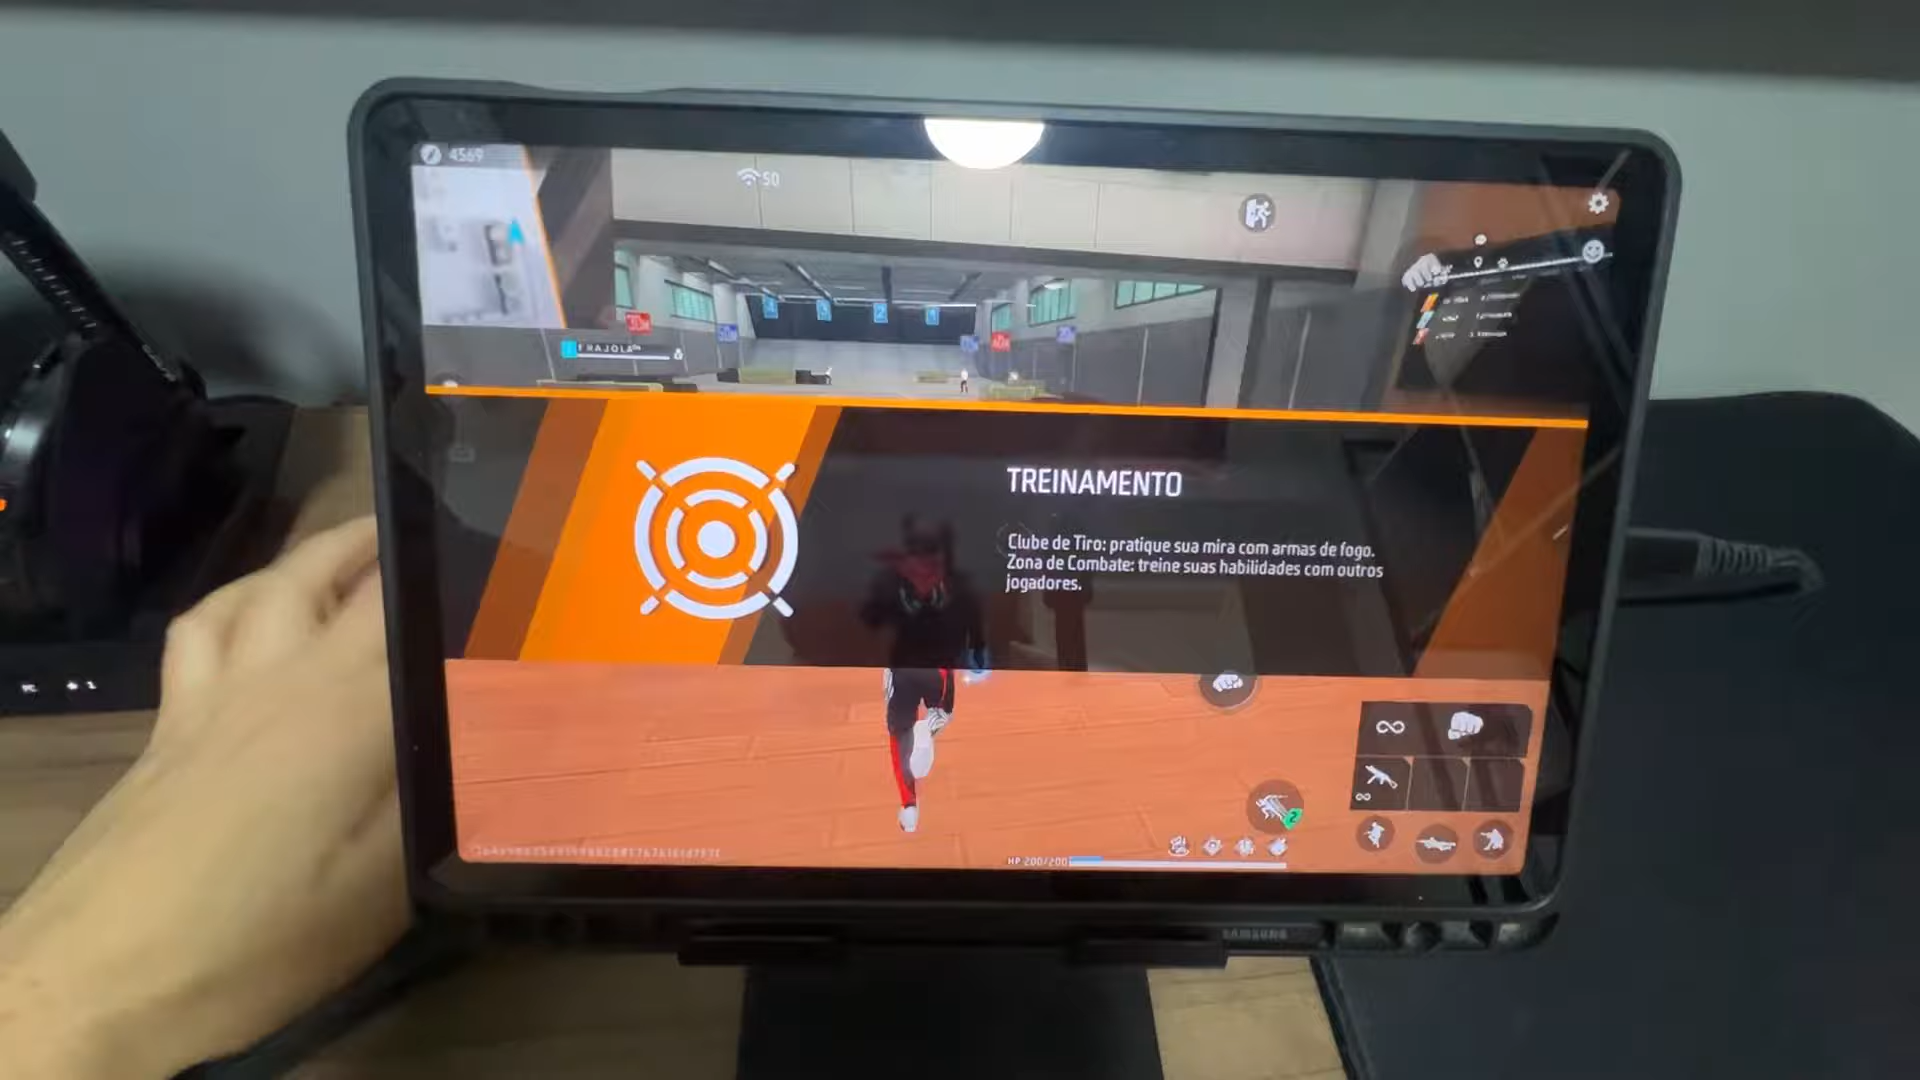 4569
50
FRAJOLA
TREINAMENTO
Clube de Tiro: pratique sua mira com armas de fogo.
Zona de Combate: treine suas habilidades com outros
jogadores.
2
HP 200/200
SAMSUNG